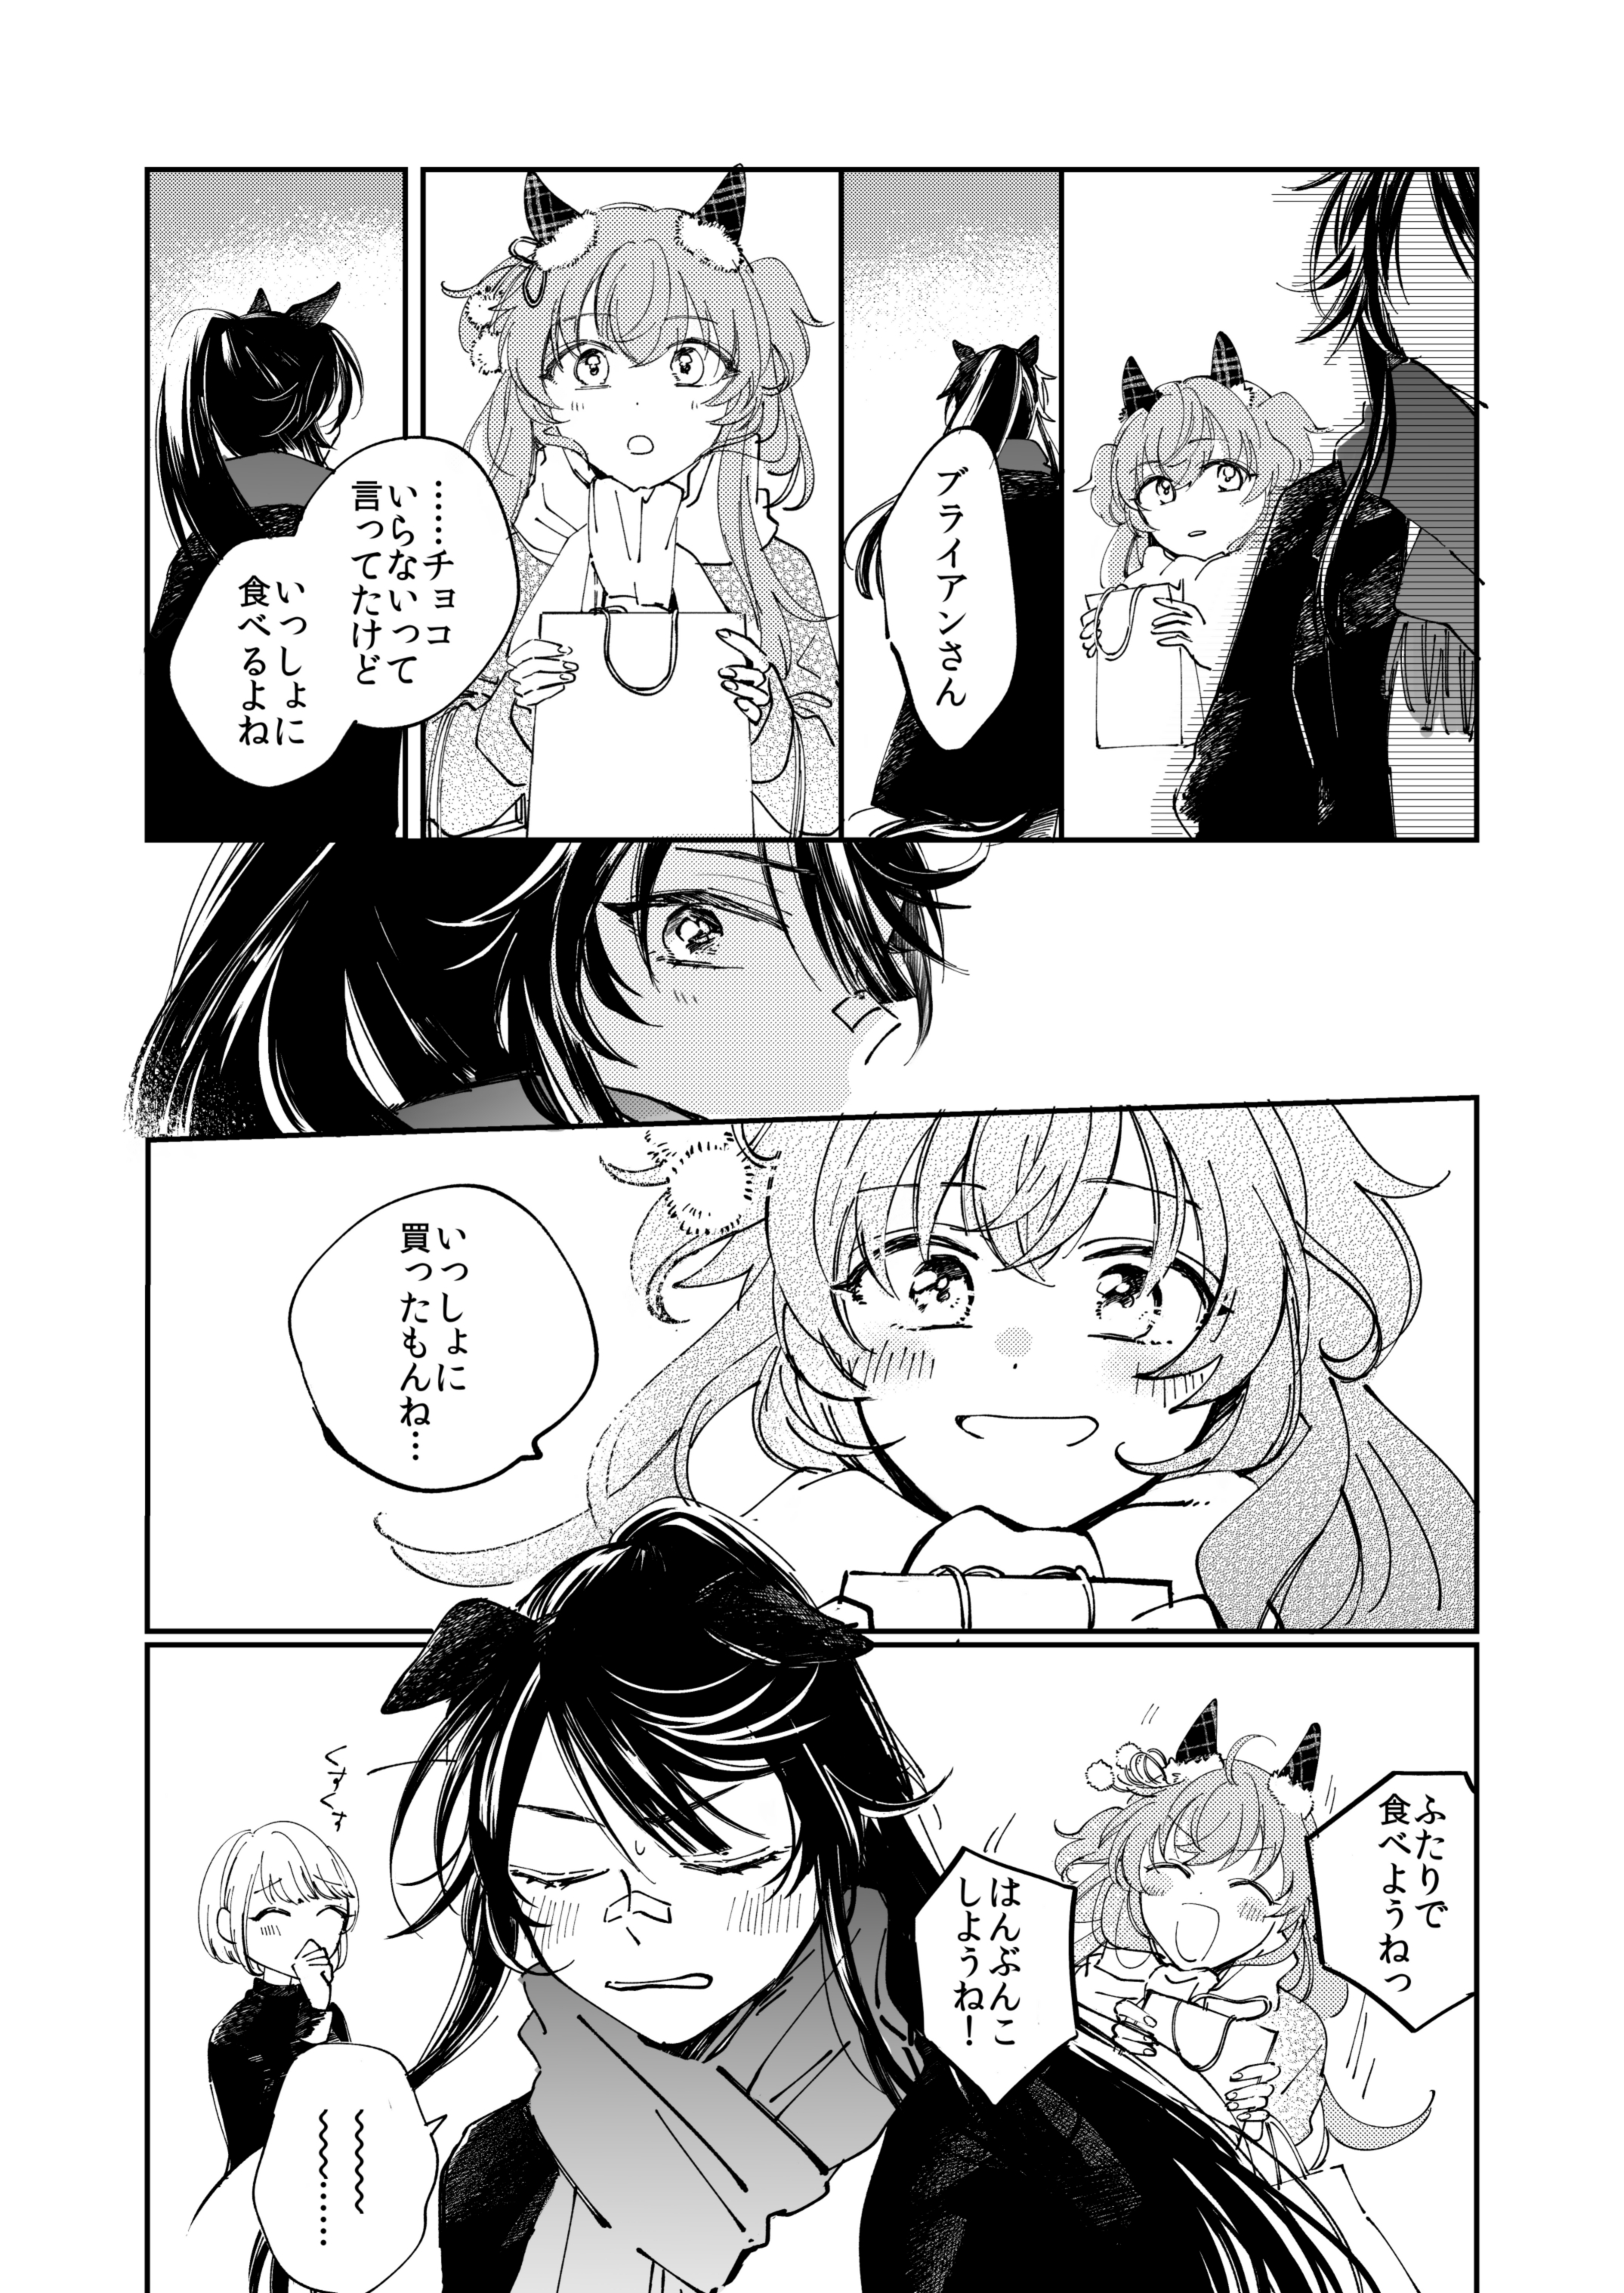 ブライアンさん
……チョコ
いらないって
言ってたけど
いっしょに
食べるよね
いっしょに
買ったもんね…
ふたりで
食べようねっ
はんぶんこ
しようね！
くすくす
〜〜〜〜
〜〜〜〜……